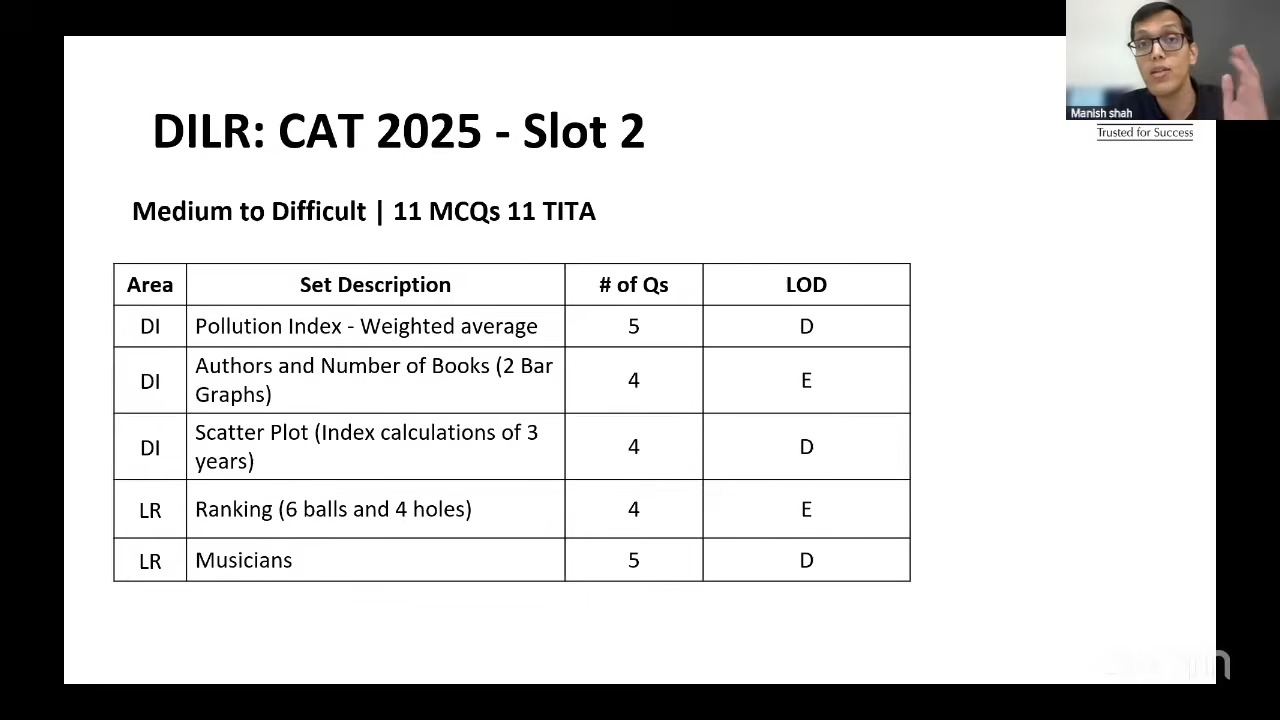 Manish shah
Trusted for Success
DILR: CAT 2025 - Slot 2
Medium to Difficult | 11 MCQs 11 TITA
Area Set Description # of Qs LOD
DI Pollution Index - Weighted average 5 D
DI Authors and Number of Books (2 Bar
Graphs) 4 E
DI Scatter Plot (Index calculations of 3
years) 4 D
LR Ranking (6 balls and 4 holes) 4 E
LR Musicians 5 D